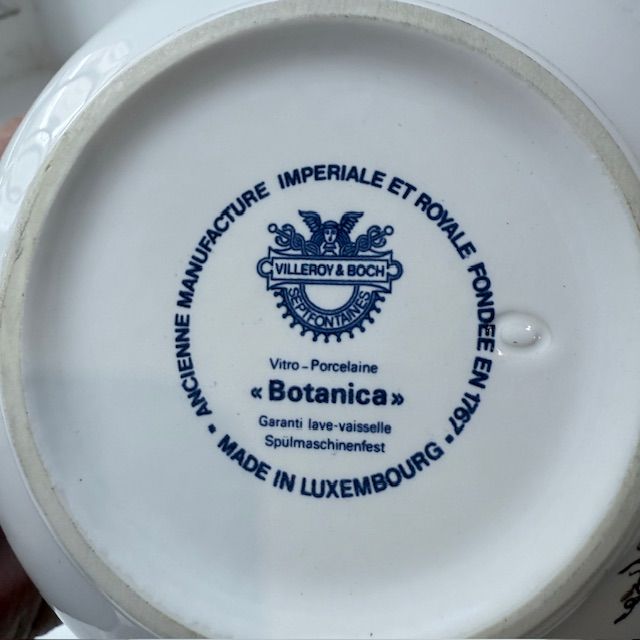 ANCIENNE MANUFACTURE IMPERIALE ET ROYALE FONDEE EN 1767
VILLEROY & BOCH
SEPTFONTAINES
Vitro-Porcelaine
«Botanica»
Garanti lave-vaisselle
Spülmaschinenfest
• MADE IN LUXEMBOURG •